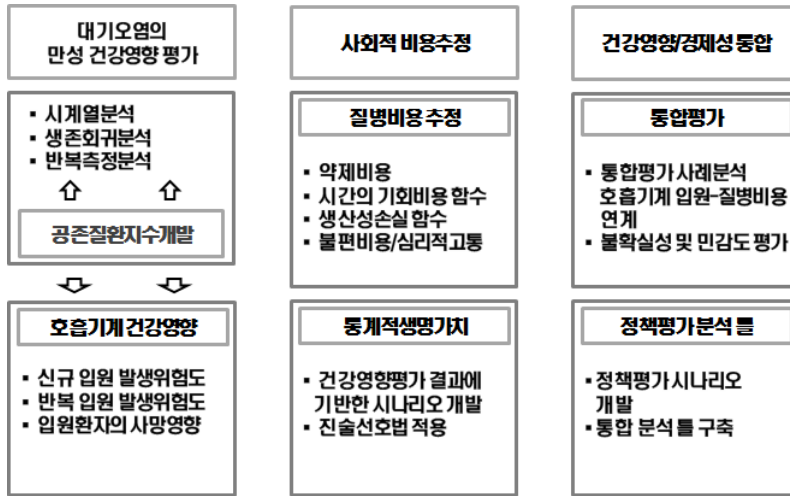 대기오염의
만성 건강영향 평가
▪ 시계열분석
▪ 생존회귀분석
▪ 반복측정분석
공존질환지수개발
호흡기계 건강영향
▪ 신규 입원 발생위험도
▪ 반복 입원 발생위험도
▪ 입원환자의 사망영향
사회적 비용추정
질병비용 추정
▪ 약제비용
▪ 시간의 기회비용 함수
▪ 생산성손실 함수
▪ 불편비용/심리적고통
통계적생명가치
▪ 건강영향평가 결과에
기반한 시나리오 개발
▪ 진술선호법 적용
건강영향/경제성 통합
통합평가
▪ 통합평가 사례분석
호흡기계 입원-질병비용
연계
▪ 불확실성 및 민감도 평가
정책평가 분석 틀
▪ 정책평가 시나리오
개발
▪ 통합 분석 틀 구축